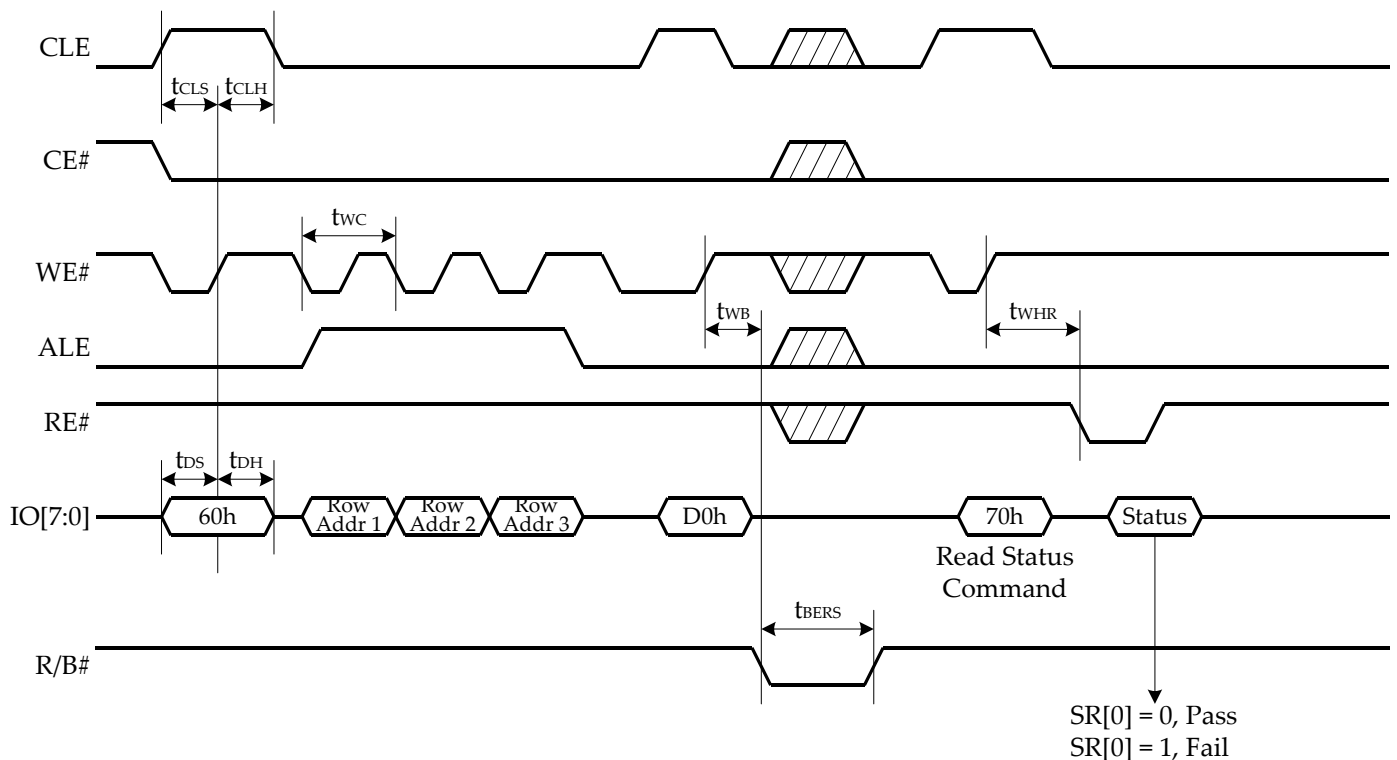 CLE
tCLS tCLH
CE#
tWC
WE#
tWB tWHR
ALE
RE#
tDS tDH
IO[7:0] 60h Row Addr 1 Row Addr 2 Row Addr 3 D0h 70h Status
Read Status
Command
tBERS
R/B#
SR[0] = 0, Pass
SR[0] = 1, Fail